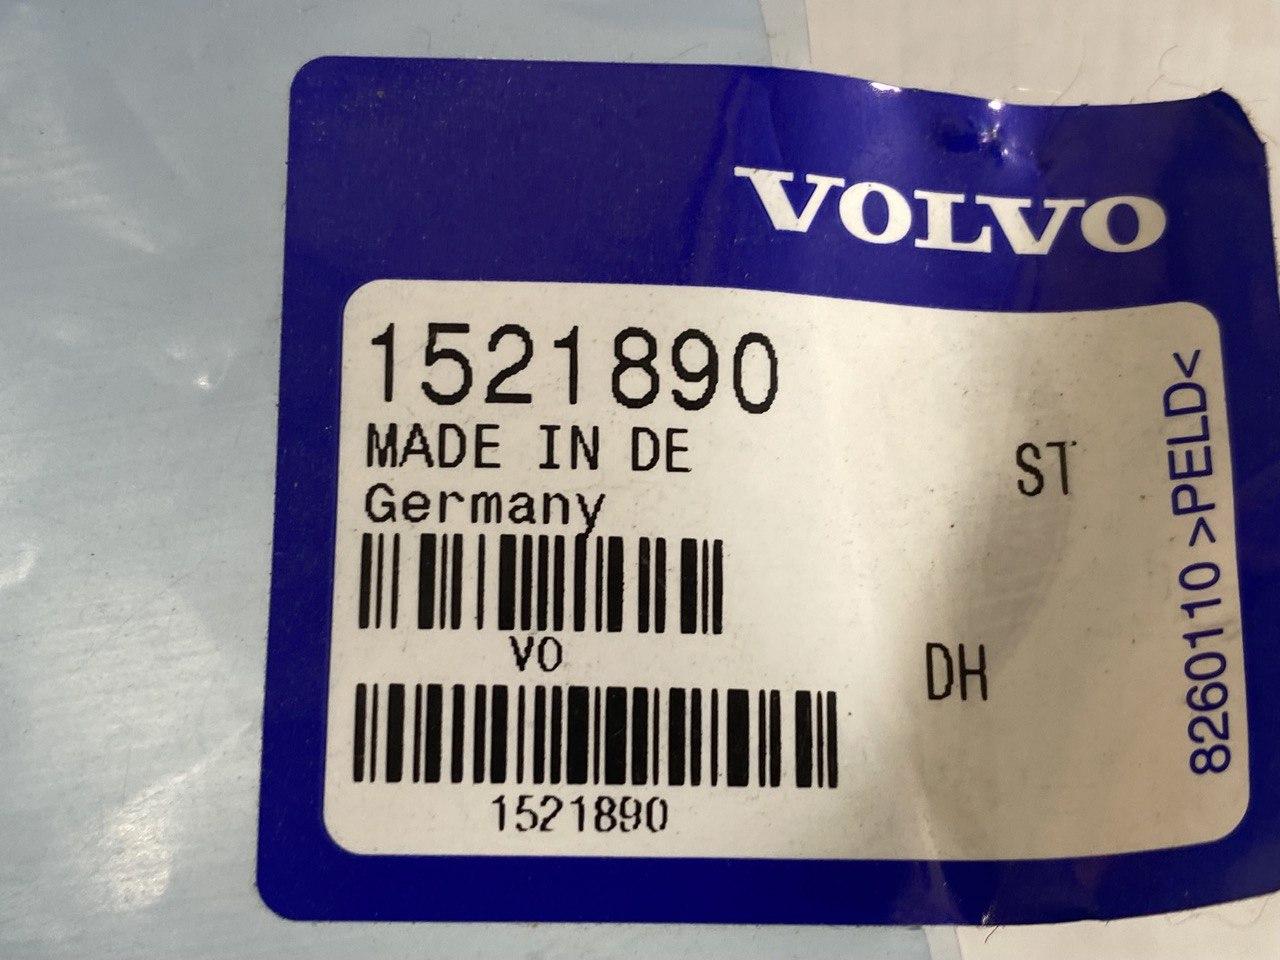 VOLVO
1521890
MADE IN DE
Germany
ST
VO
DH
1521890
8260110 >PELD<